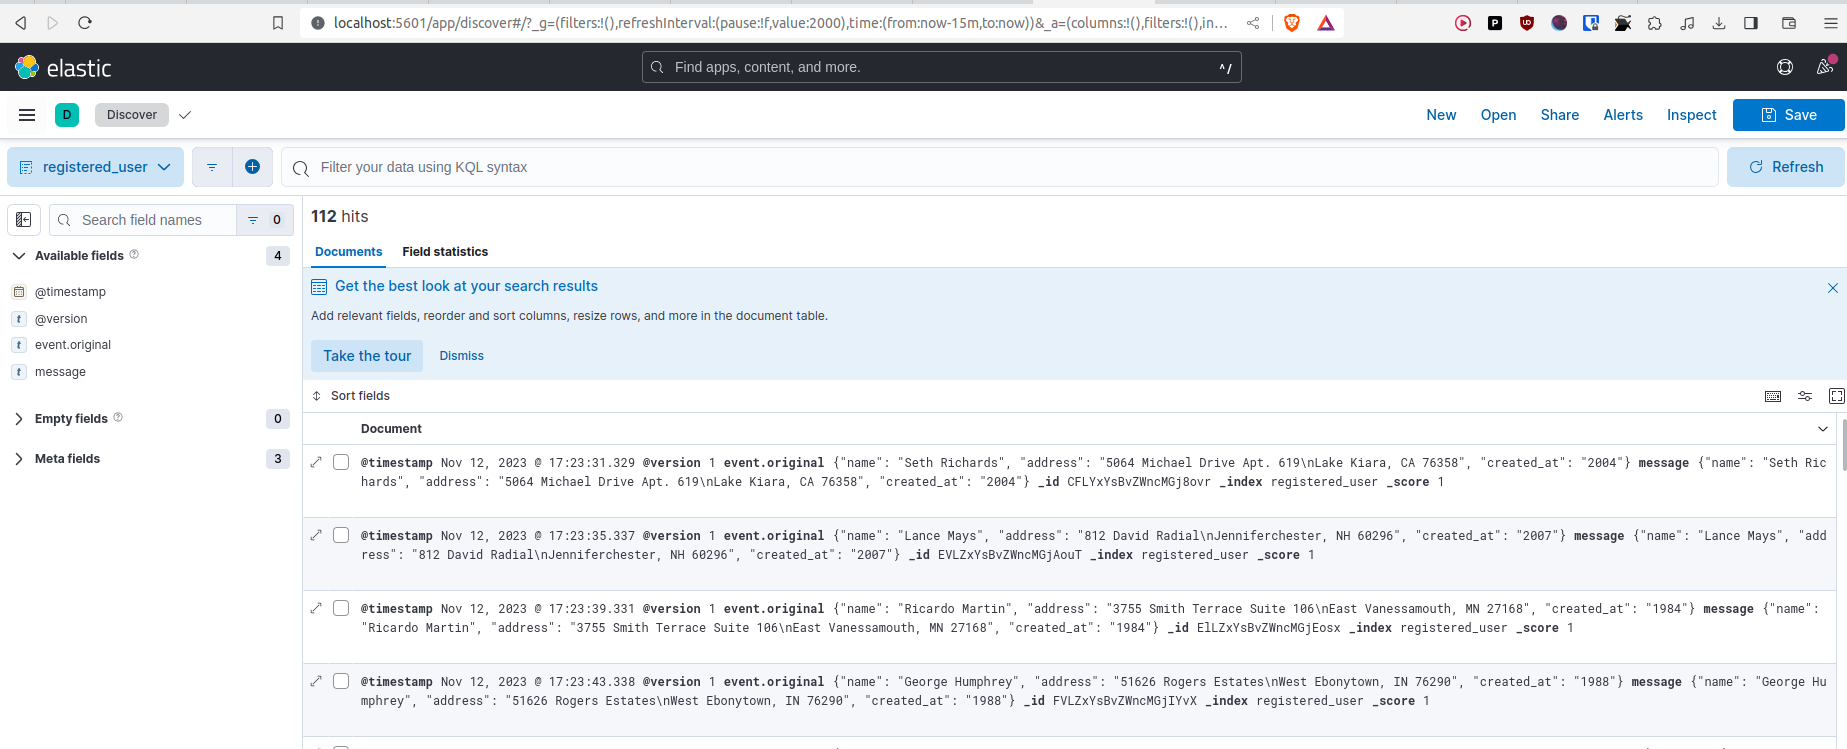 localhost:5601/app/discover#/?_g=(filters:!(),refreshInterval:(pause:!f,value:2000),time:(from:now-15m,to:now))&_a=(columns:!(),filters:!(),in...
elastic
Find apps, content, and more.
^/
D
Discover
New
Open
Share
Alerts
Inspect
Save
registered_user
Filter your data using KQL syntax
Refresh
Search field names
0
112 hits
Documents
Field statistics
Available fields
4
@timestamp
@version
event.original
message
Empty fields
0
Meta fields
3
Get the best look at your search results
Add relevant fields, reorder and sort columns, resize rows, and more in the document table.
Take the tour
Dismiss
Sort fields
Document
@timestamp Nov 12, 2023 @ 17:23:31.329 @version 1 event.original {"name": "Seth Richards", "address": "5064 Michael Drive Apt. 619\nLake Kiara, CA 76358", "created_at": "2004"} message {"name": "Seth Ric
hards", "address": "5064 Michael Drive Apt. 619\nLake Kiara, CA 76358", "created_at": "2004"} _id CFLYxYsBvZWncMGj8ovr _index registered_user _score 1
@timestamp Nov 12, 2023 @ 17:23:35.337 @version 1 event.original {"name": "Lance Mays", "address": "812 David Radial\nJenniferchester, NH 60296", "created_at": "2007"} message {"name": "Lance Mays", "add
ress": "812 David Radial\nJenniferchester, NH 60296", "created_at": "2007"} _id EVLZxYsBvZWncMGjAouT _index registered_user _score 1
@timestamp Nov 12, 2023 @ 17:23:39.331 @version 1 event.original {"name": "Ricardo Martin", "address": "3755 Smith Terrace Suite 106\nEast Vanessamouth, MN 27168", "created_at": "1984"} message {"name":
"Ricardo Martin", "address": "3755 Smith Terrace Suite 106\nEast Vanessamouth, MN 27168", "created_at": "1984"} _id ElLZxYsBvZWncMGjEosx _index registered_user _score 1
@timestamp Nov 12, 2023 @ 17:23:43.338 @version 1 event.original {"name": "George Humphrey", "address": "51626 Rogers Estates\nWest Ebonytown, IN 76290", "created_at": "1988"} message {"name": "George Hu
mphrey", "address": "51626 Rogers Estates\nWest Ebonytown, IN 76290", "created_at": "1988"} _id FVLZxYsBvZWncMGjIYvX _index registered_user _score 1